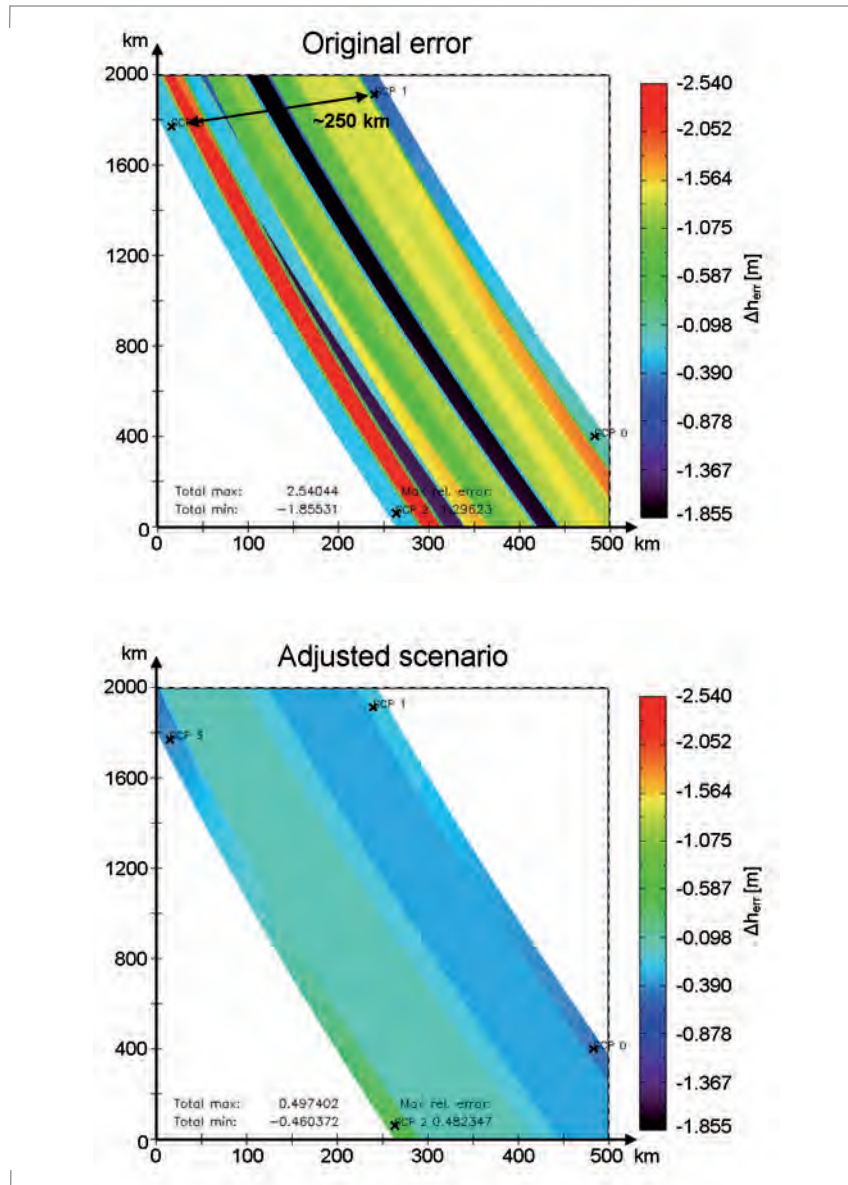 Original error
km
2000
1600
1200
800
400
0
0
100
200
300
400
500
km
GCP 1
~250 km
GCP 0
GCP 2
Total max: 2.54044
Total min: -1.85531
Max rel. error:
1.29623
-2.540
-2.052
-1.564
-1.075
-0.587
-0.098
-0.390
-0.878
-1.367
-1.855
Δherr [m]
Adjusted scenario
km
2000
1600
1200
800
400
0
0
100
200
300
400
500
km
GCP 1
GCP 3
GCP 0
GCP 2
Total max: 0.497402
Total min: -0.460372
Max rel. error:
0.482347
-2.540
-2.052
-1.564
-1.075
-0.587
-0.098
-0.390
-0.878
-1.367
-1.855
Δherr [m]